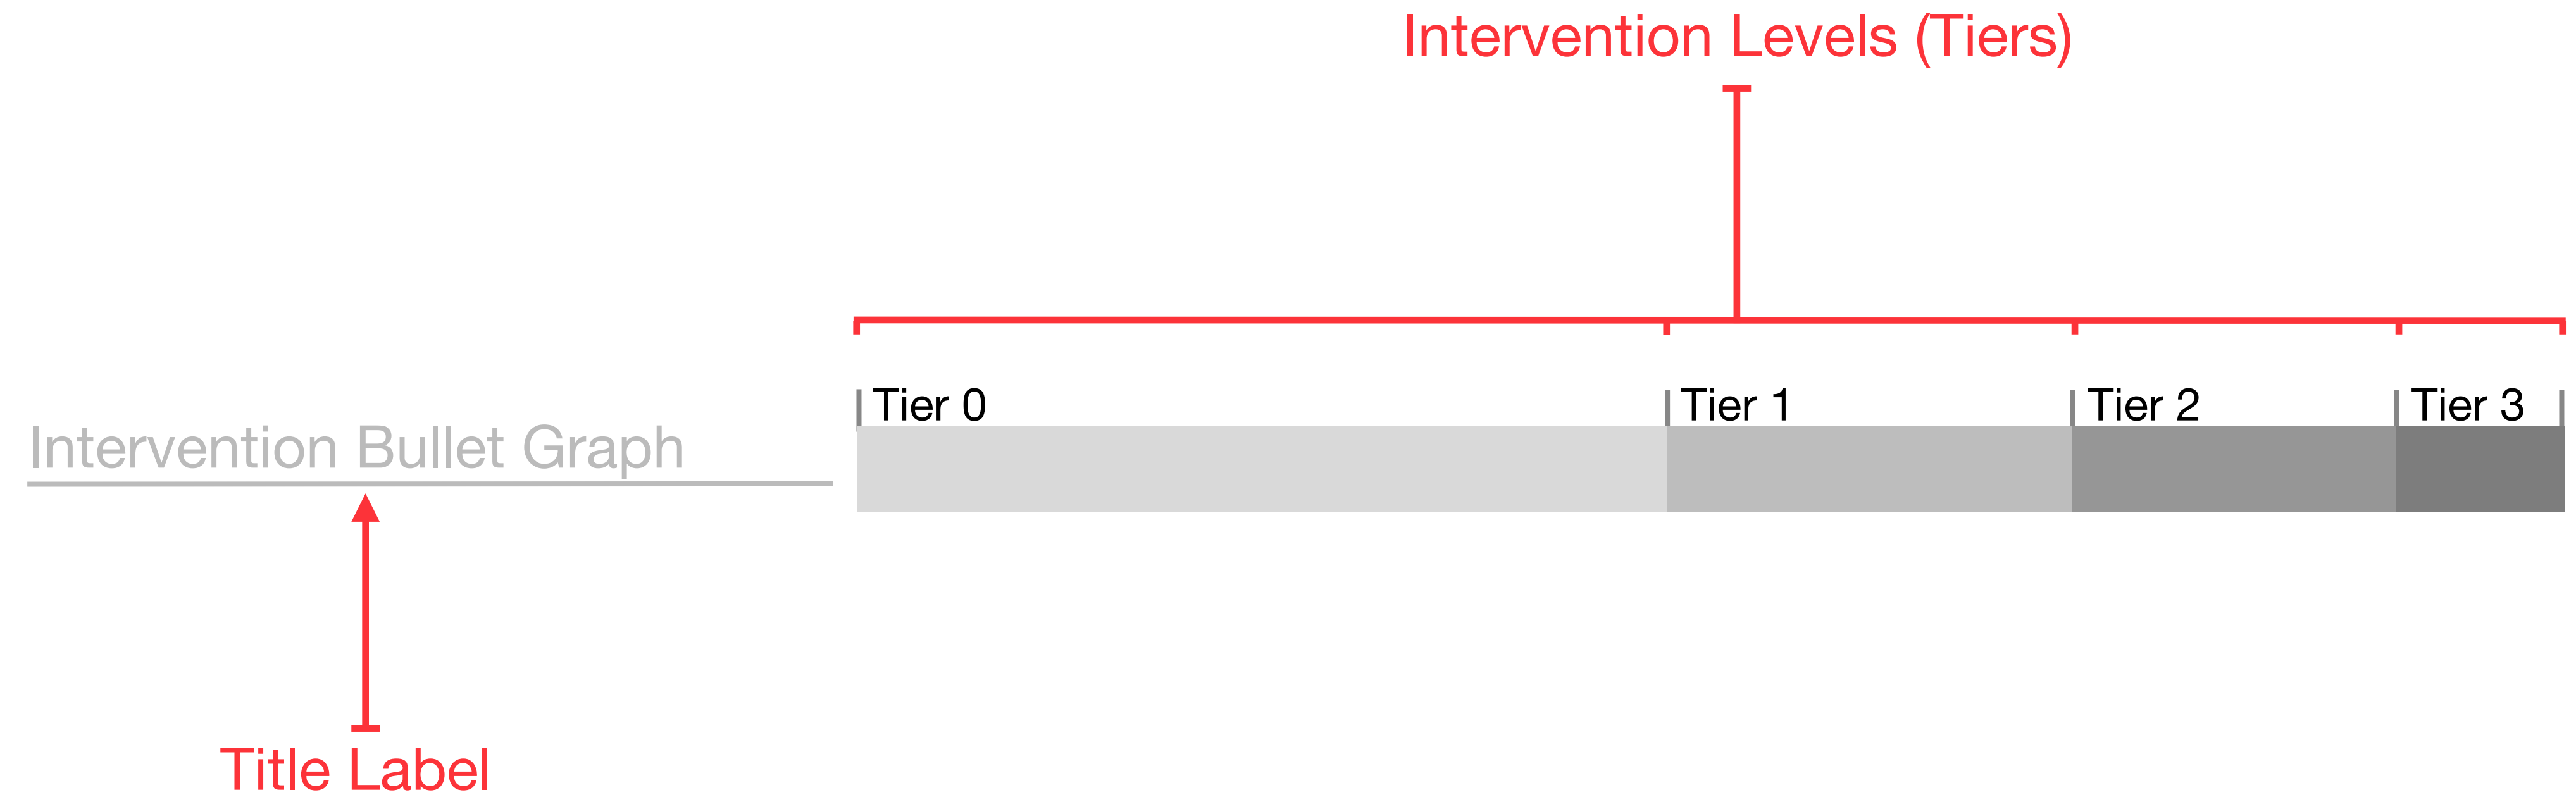 Intervention Levels (Tiers)
Tier 0
Tier 1
Tier 2
Tier 3
Intervention Bullet Graph
Title Label